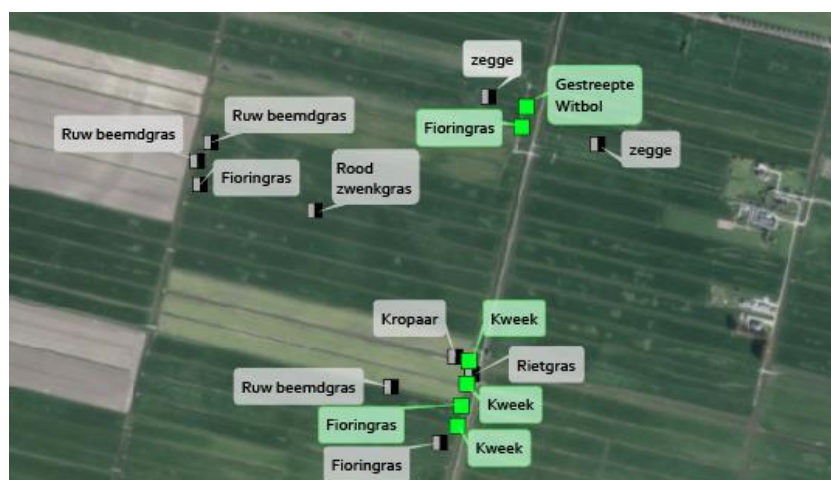 zegge
Gestreepte
Witbol
Ruw beemdgras
Fioringras
Ruw beemdgras
zegge
Fioringras
Rood
zwenkgras
Kropaar
Kweek
Rietgras
Ruw beemdgras
Kweek
Fioringras
Kweek
Fioringras